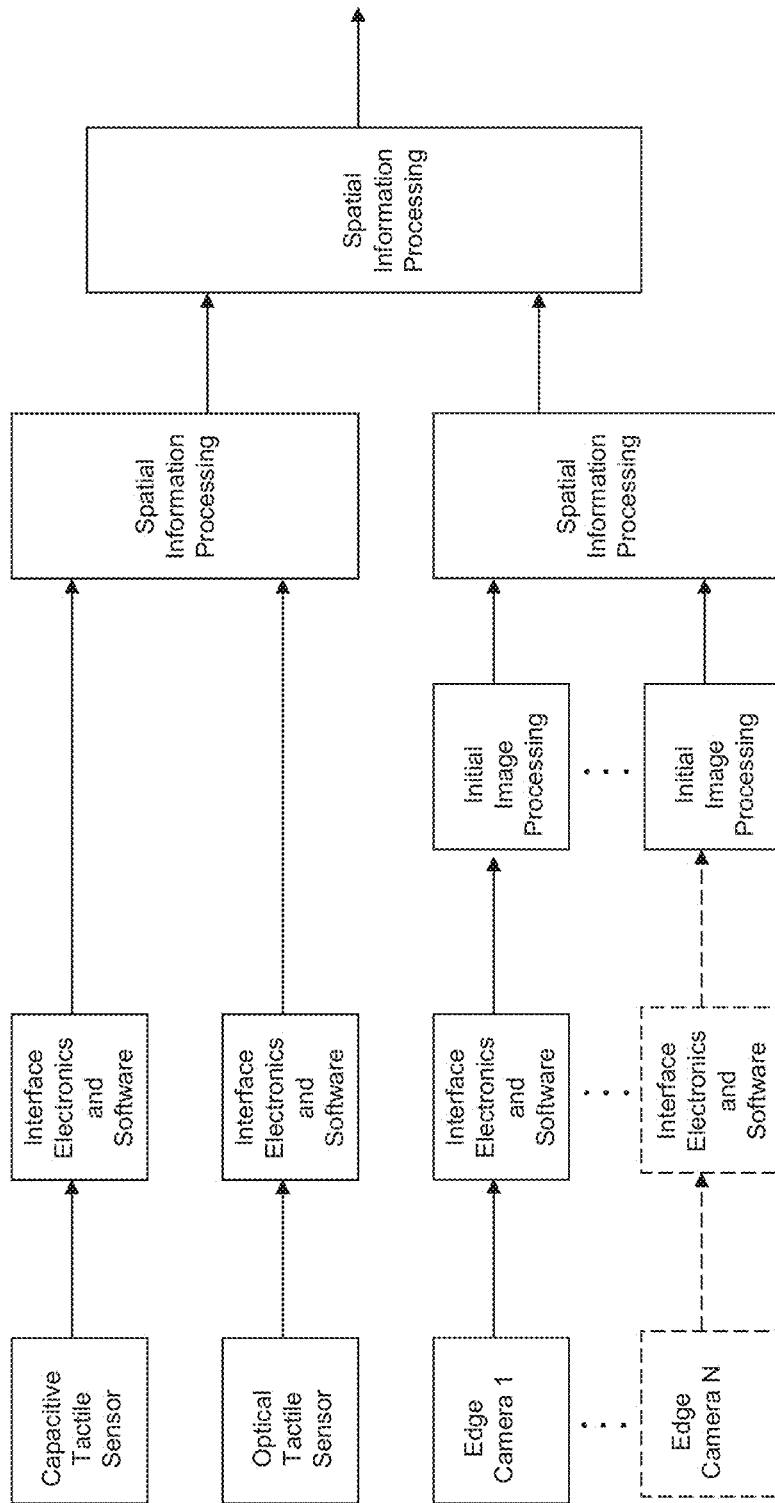 Capacitive
Tactile
Sensor
Interface
Electronics
and
Software
Optical
Tactile
Sensor
Interface
Electronics
and
Software
Spatial
Information
Processing
Edge
Camera 1
Interface
Electronics
and
Software
Initial
Image
Processing
Edge
Camera N
Interface
Electronics
and
Software
Initial
Image
Processing
Spatial
Information
Processing
Spatial
Information
Processing